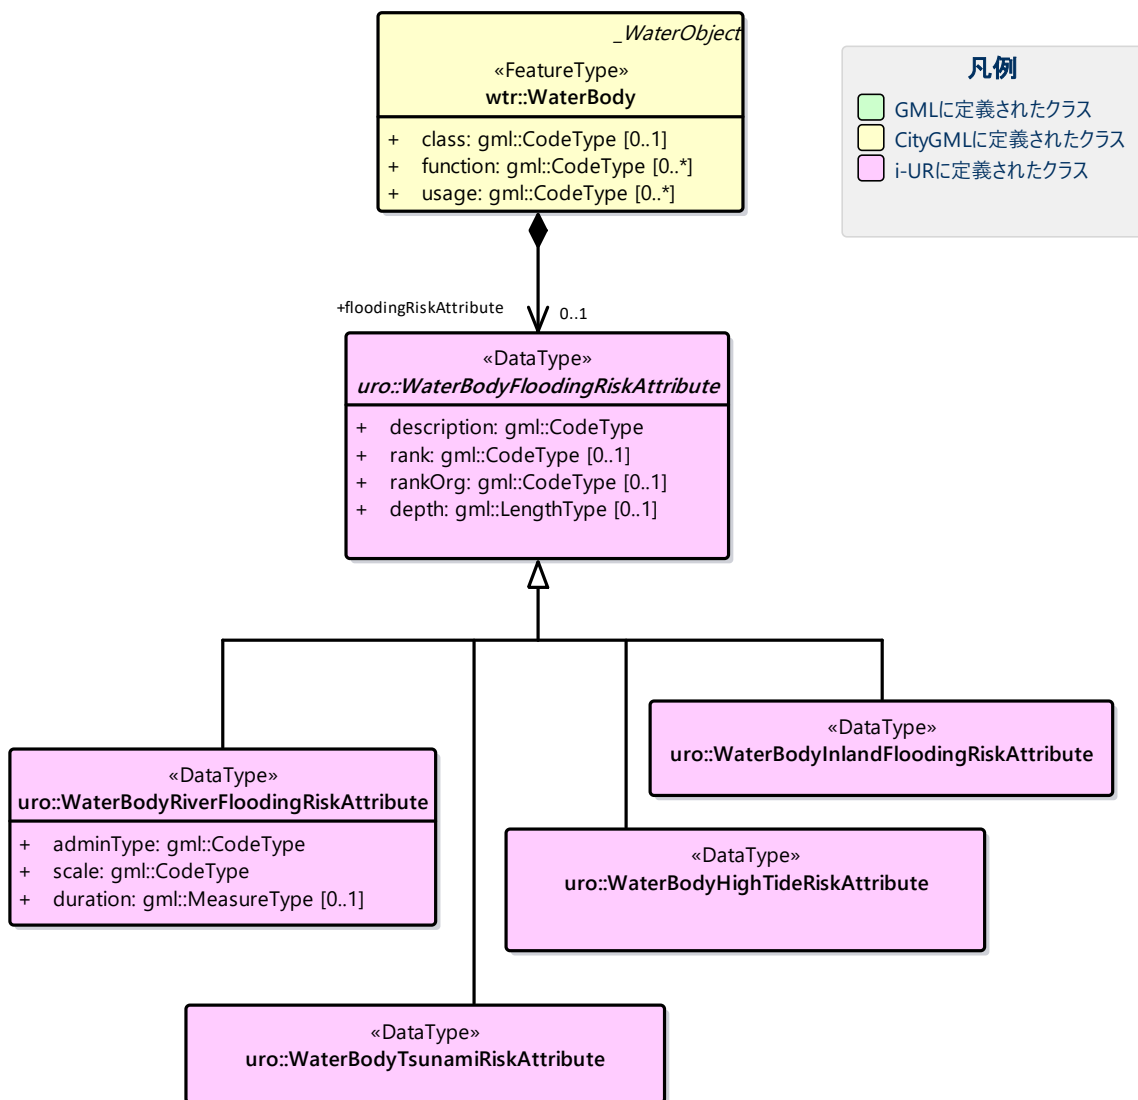 _WaterObject
«FeatureType»
wtr::WaterBody
+ class: gml::CodeType [0..1]
+ function: gml::CodeType [0..*]
+ usage: gml::CodeType [0..*]
凡例
GMLに定義されたクラス
CityGMLに定義されたクラス
i-URに定義されたクラス
+floodingRiskAttribute
0..1
«DataType»
uro::WaterBodyFloodingRiskAttribute
+ description: gml::CodeType
+ rank: gml::CodeType [0..1]
+ rankOrg: gml::CodeType [0..1]
+ depth: gml::LengthType [0..1]
«DataType»
uro::WaterBodyInlandFloodingRiskAttribute
«DataType»
uro::WaterBodyRiverFloodingRiskAttribute
+ adminType: gml::CodeType
+ scale: gml::CodeType
+ duration: gml::MeasureType [0..1]
«DataType»
uro::WaterBodyHighTideRiskAttribute
«DataType»
uro::WaterBodyTsunamiRiskAttribute